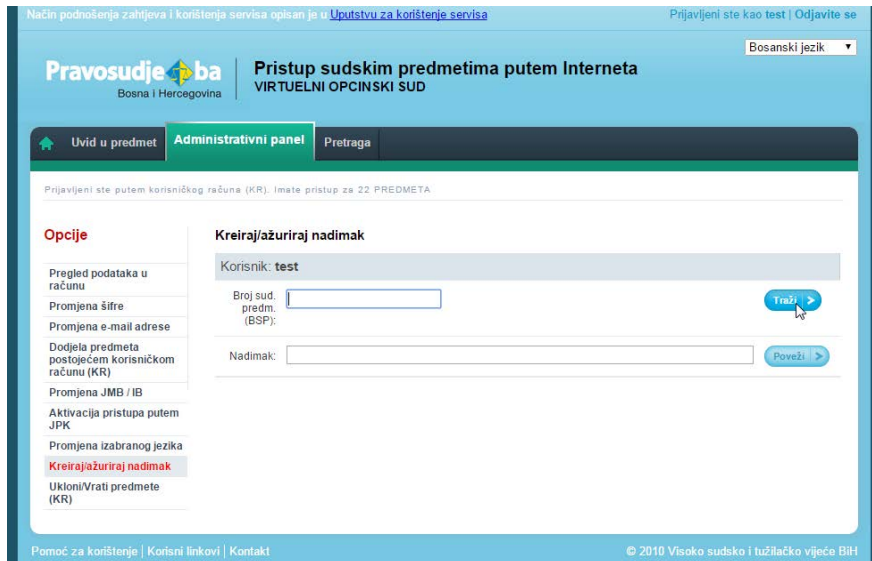 Način podnošenja zahtjeva i korištenja servisa opisan je u Uputstvu za korištenje servisa
Prijavljeni ste kao test | Odjavite se
Bosanski jezik
Pravosudje ba
Bosna i Hercegovina
Pristup sudskim predmetima putem Interneta
VIRTUELNI OPCINSKI SUD
Uvid u predmet
Administrativni panel
Pretraga
Prijavljeni ste putem korisničkog računa (KR). Imate pristup za 22 PREDMETA
Opcije
Pregled podataka u
računu
Promjena šifre
Promjena e-mail adrese
Dodjela predmeta
postojećem korisničkom
računu (KR)
Promjena JMB / IB
Aktivacija pristupa putem
JPK
Promjena izabranog jezika
Kreiraj/ažuriraj nadimak
Ukloni/Vrati predmete
(KR)
Kreiraj/ažuriraj nadimak
Korisnik: test
Broj sud.
predm.
(BSP):
Traži
Nadimak:
Poveži
Pomoć za korištenje | Korisni linkovi | Kontakt
© 2010 Visoko sudsko i tužilačko vijeće BiH